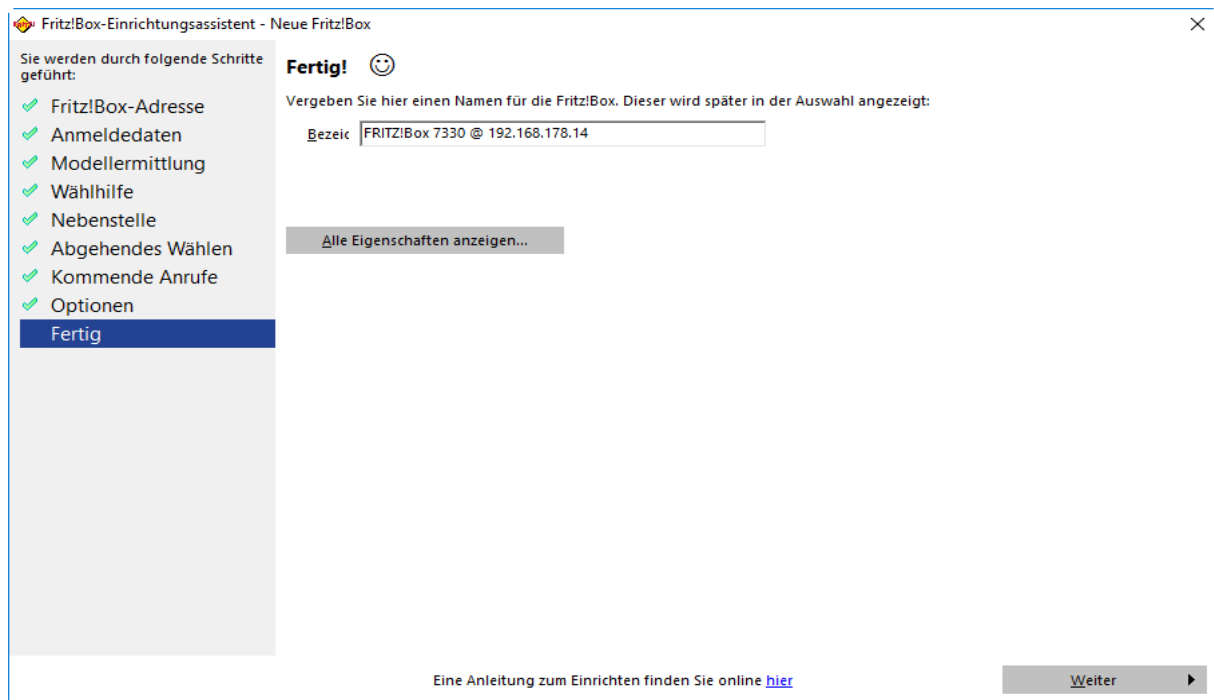 Fritz!Box-Einrichtungsassistent - Neue Fritz!Box
Sie werden durch folgende Schritte
geführt:
Fritz!Box-Adresse
Anmeldedaten
Modellermittlung
Wählhilfe
Nebenstelle
Abgehendes Wählen
Kommende Anrufe
Optionen
Fertig
Fertig!
Vergeben Sie hier einen Namen für die Fritz!Box. Dieser wird später in der Auswahl angezeigt:
Bezeic FRITZ!Box 7330 @ 192.168.178.14
Alle Eigenschaften anzeigen...
Eine Anleitung zum Einrichten finden Sie online hier
Weiter